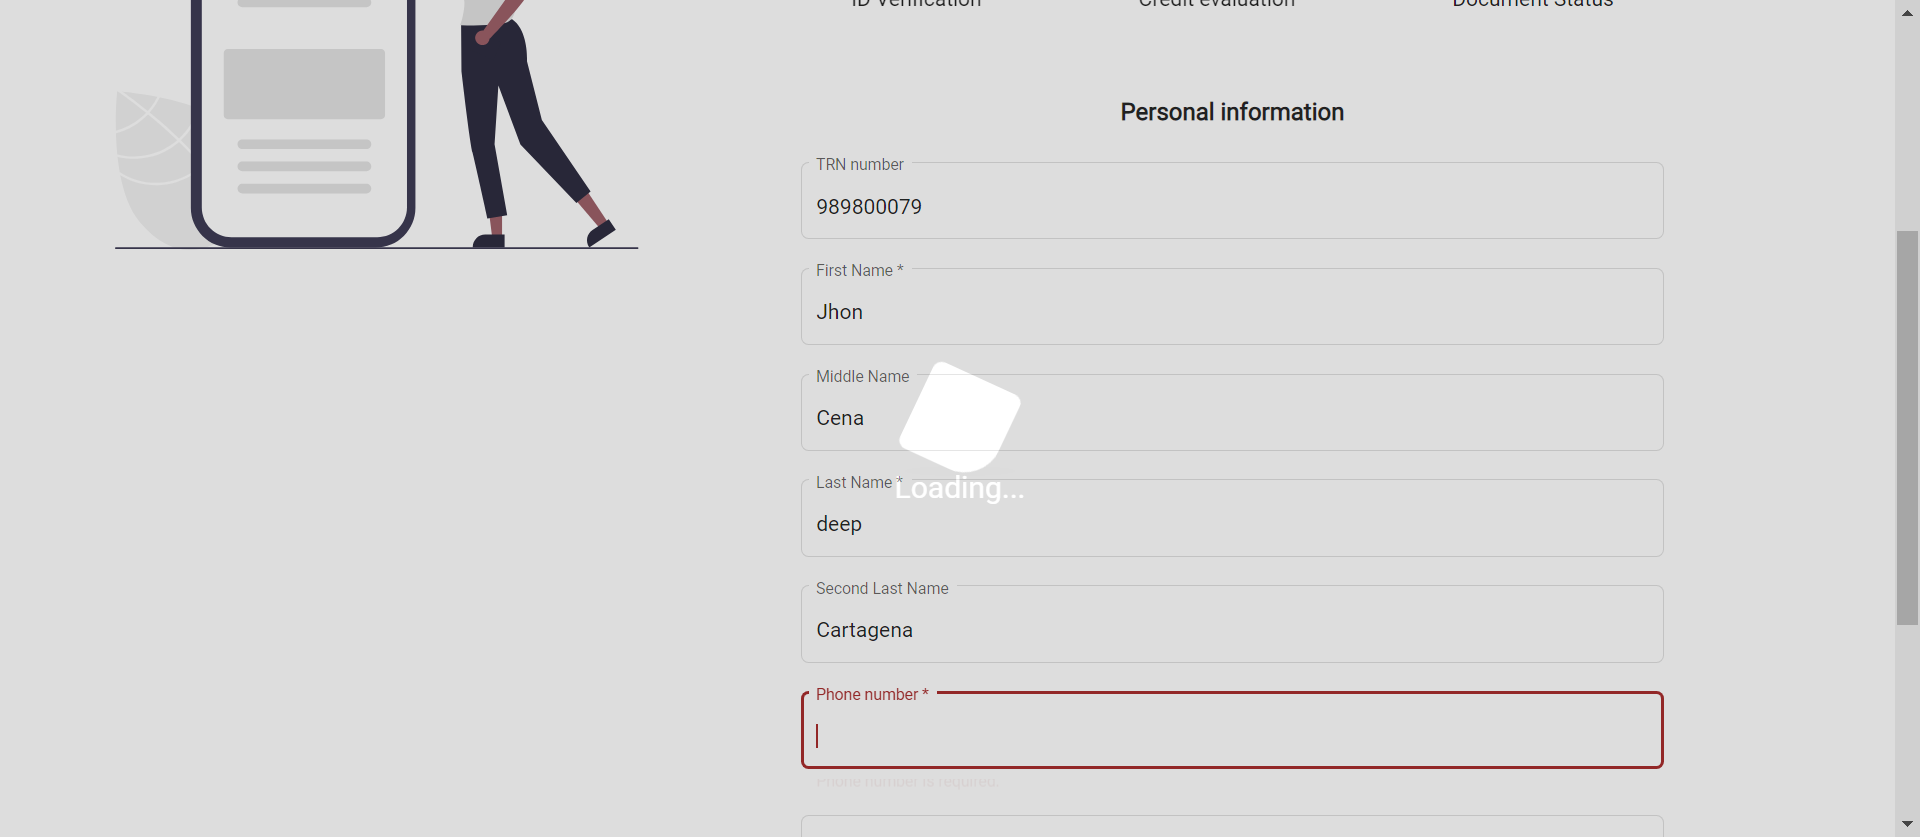 ID Verification
Credit evaluation
Document Status
Personal information
TRN number
989800079
First Name *
Jhon
Middle Name
Cena
Last Name *
Loading...
deep
Second Last Name
Cartagena
Phone number *
Phone number is required.